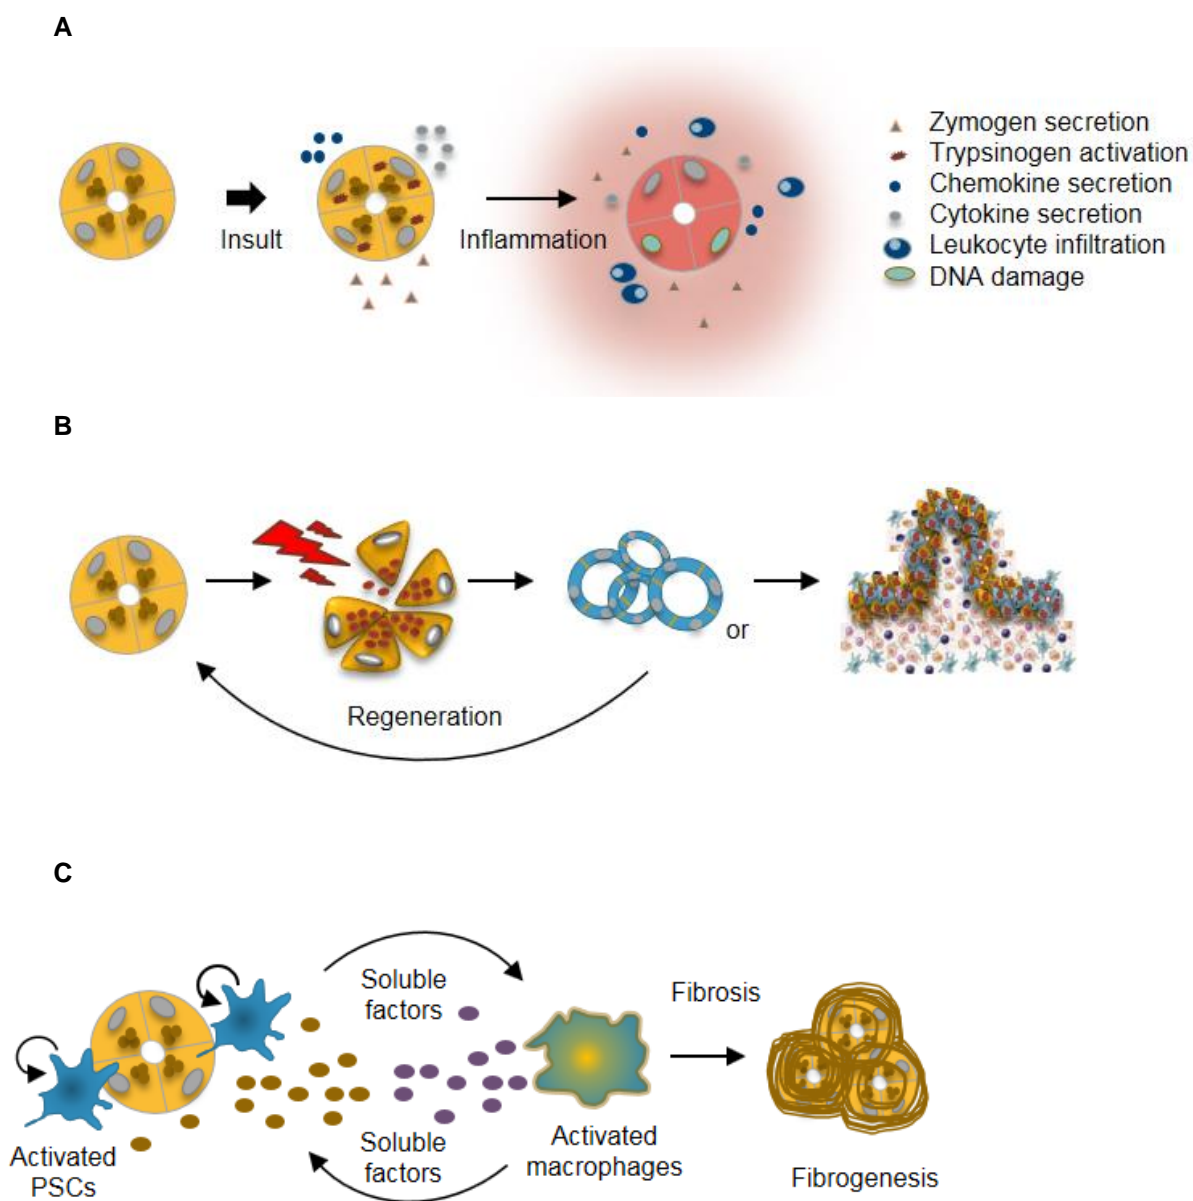 A
Zymogen secretion
Trypsinogen activation
Chemokine secretion
Cytokine secretion
Leukocyte infiltration
DNA damage
Insult
Inflammation
B
or
Regeneration
C
Soluble
factors
Fibrosis
Soluble
factors
Activated
macrophages
Activated
PSCs
Fibrogenesis